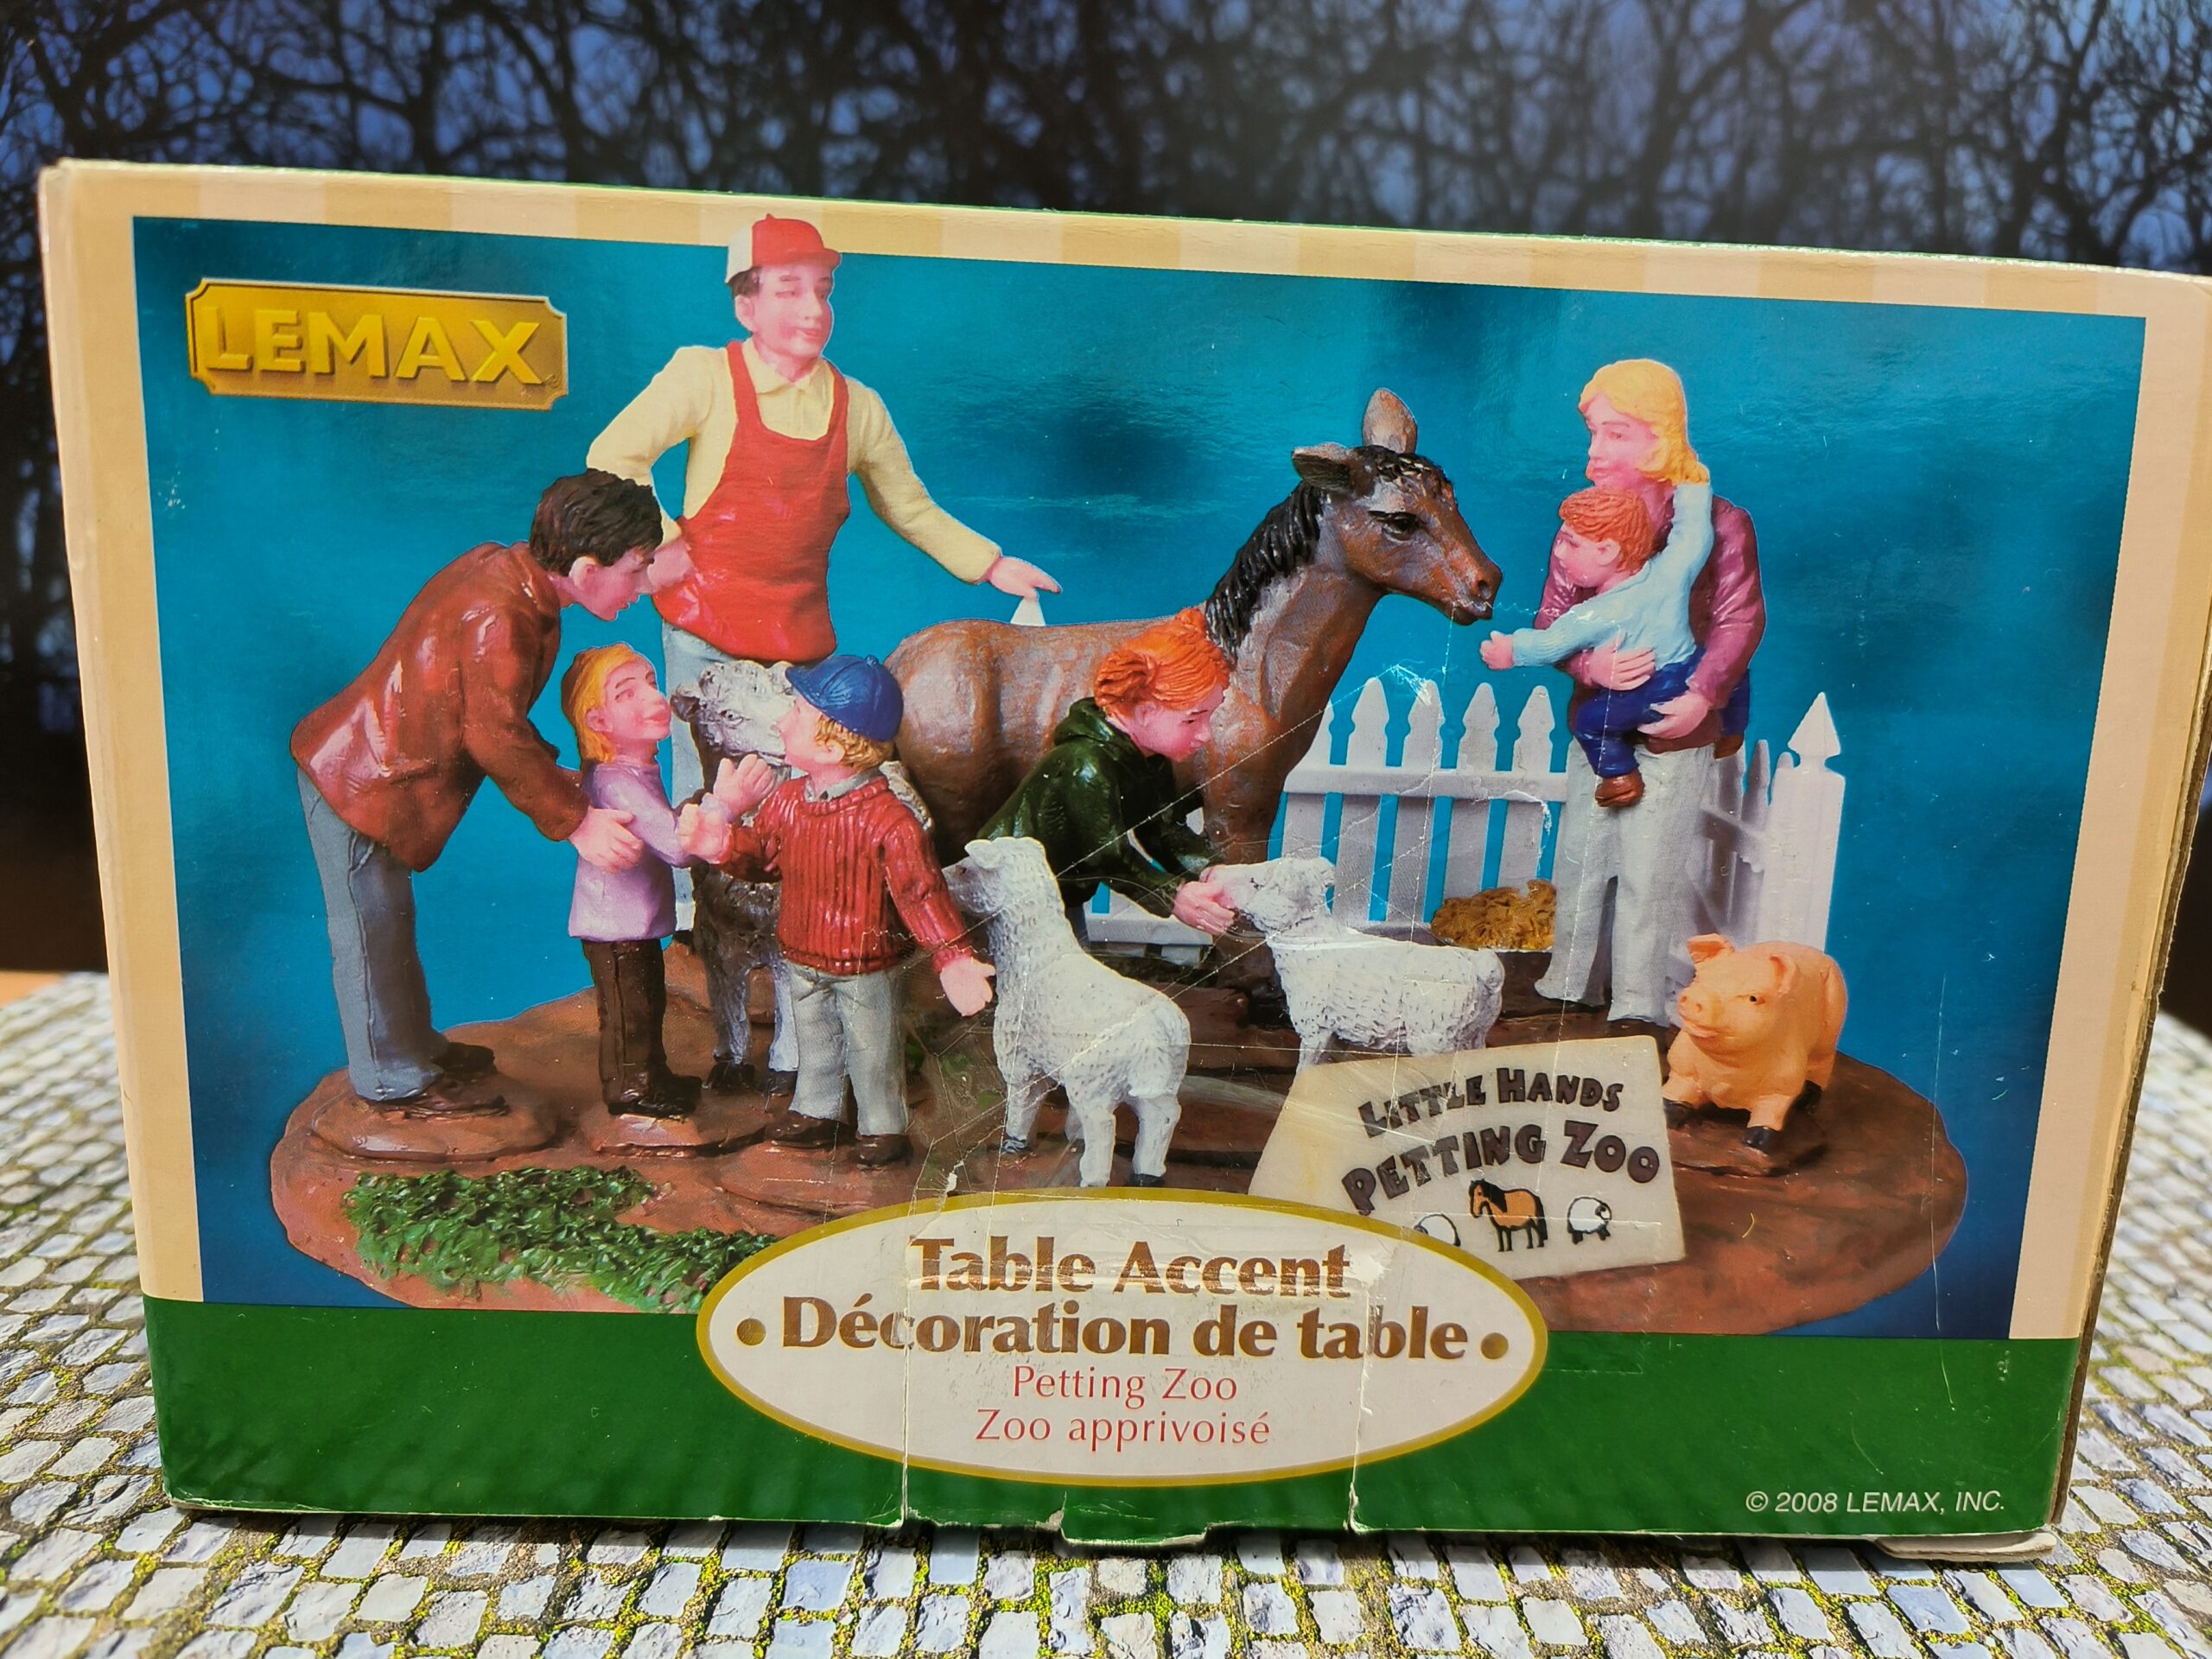 LEMAX
LITTLE HANDS
PETTING ZOO
Table Accent
• Décoration de table •
Petting Zoo
Zoo apprivoisé
© 2008 LEMAX, INC.